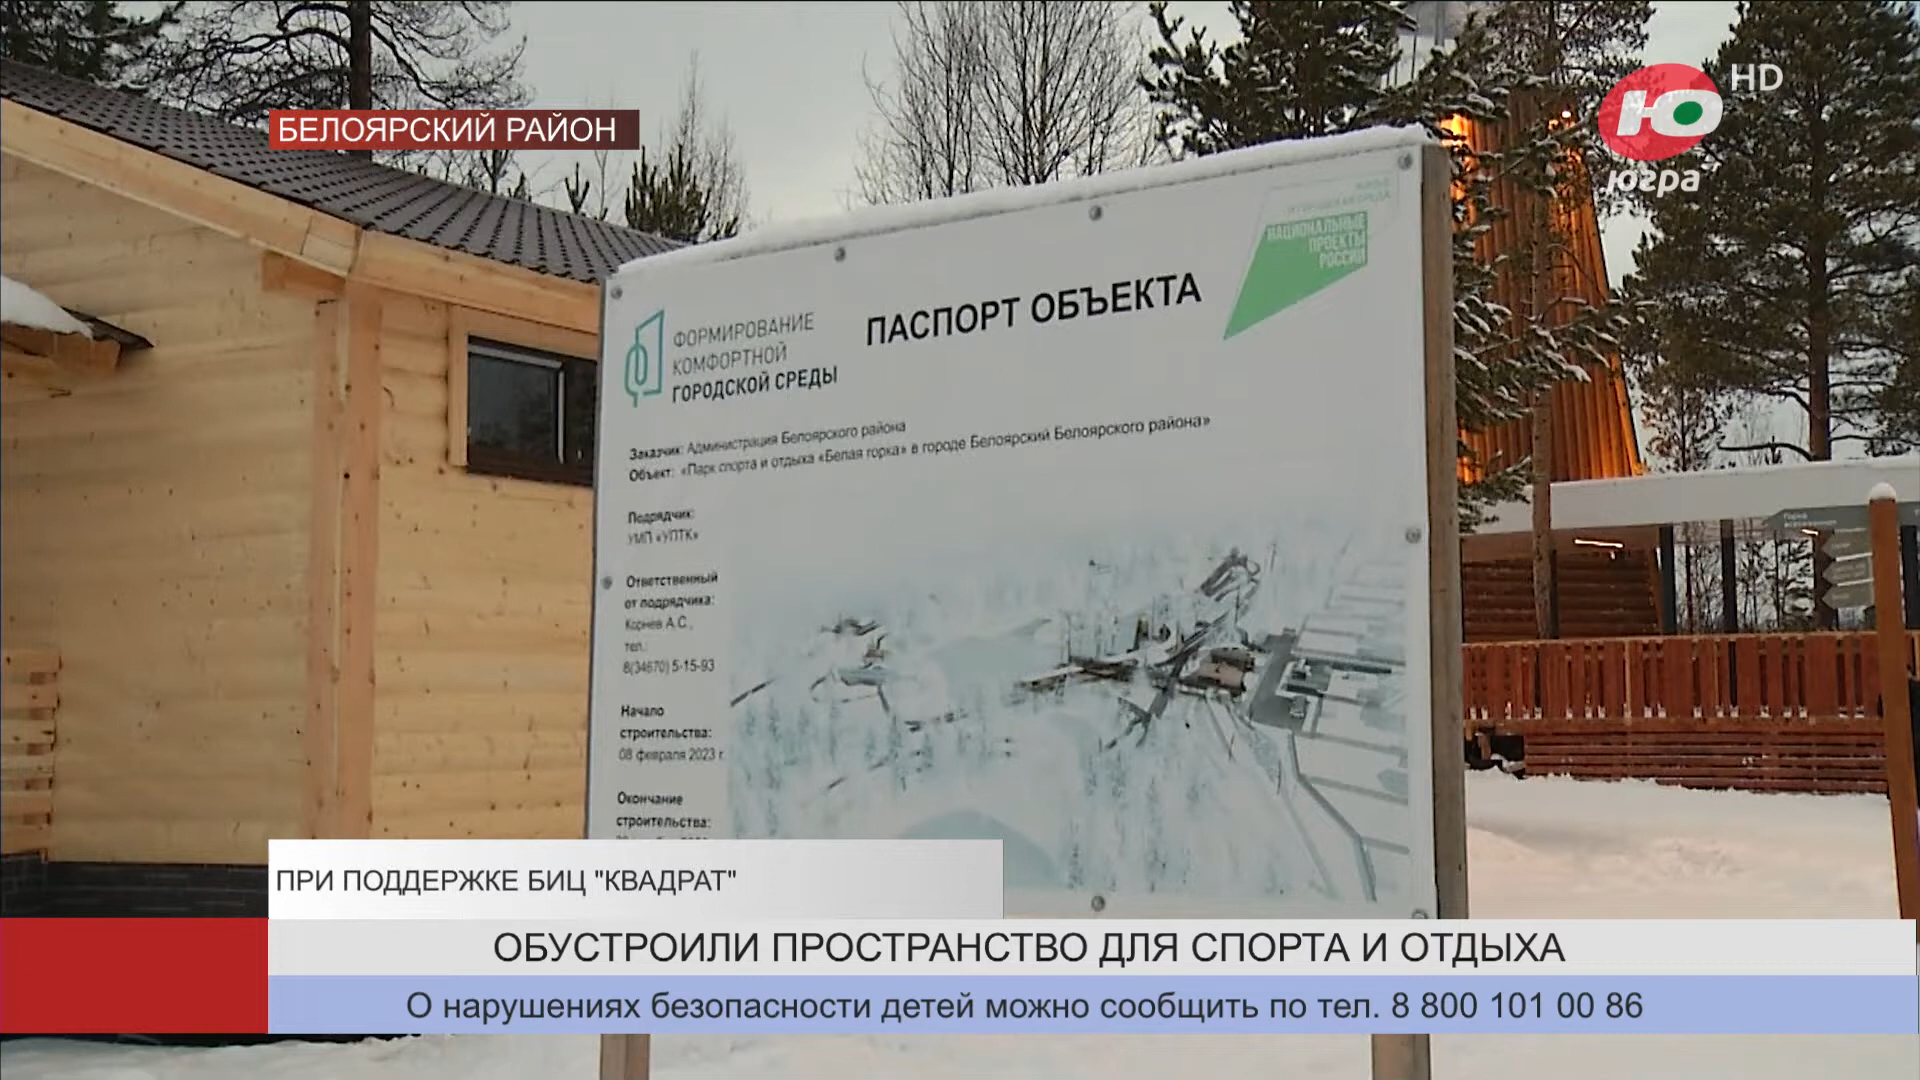 БЕЛОЯРСКИЙ РАЙОН
HD
Ю
югра
НАЦИОНАЛЬНЫЕ
ПРОЕКТЫ
РОССИИ
ФОРМИРОВАНИЕ
КОМФОРТНОЙ
ГОРОДСКОЙ СРЕДЫ
ПАСПОРТ ОБЪЕКТА
Заказчик: Администрация Белоярского района
Объект: «Парк спорта и отдыха «Белая горка» в городе Белоярский Белоярского района»
Подрядчик:
УМП «УПТК»
Ответственный
от подрядчика:
Корнев А.С.,
тел.:
8(34670) 5-15-93
Начало
строительства:
08 февраля 2023 г.
Окончание
строительства:
ПРИ ПОДДЕРЖКЕ БИЦ "КВАДРАТ"
ОБУСТРОИЛИ ПРОСТРАНСТВО ДЛЯ СПОРТА И ОТДЫХА
О нарушениях безопасности детей можно сообщить по тел. 8 800 101 00 86